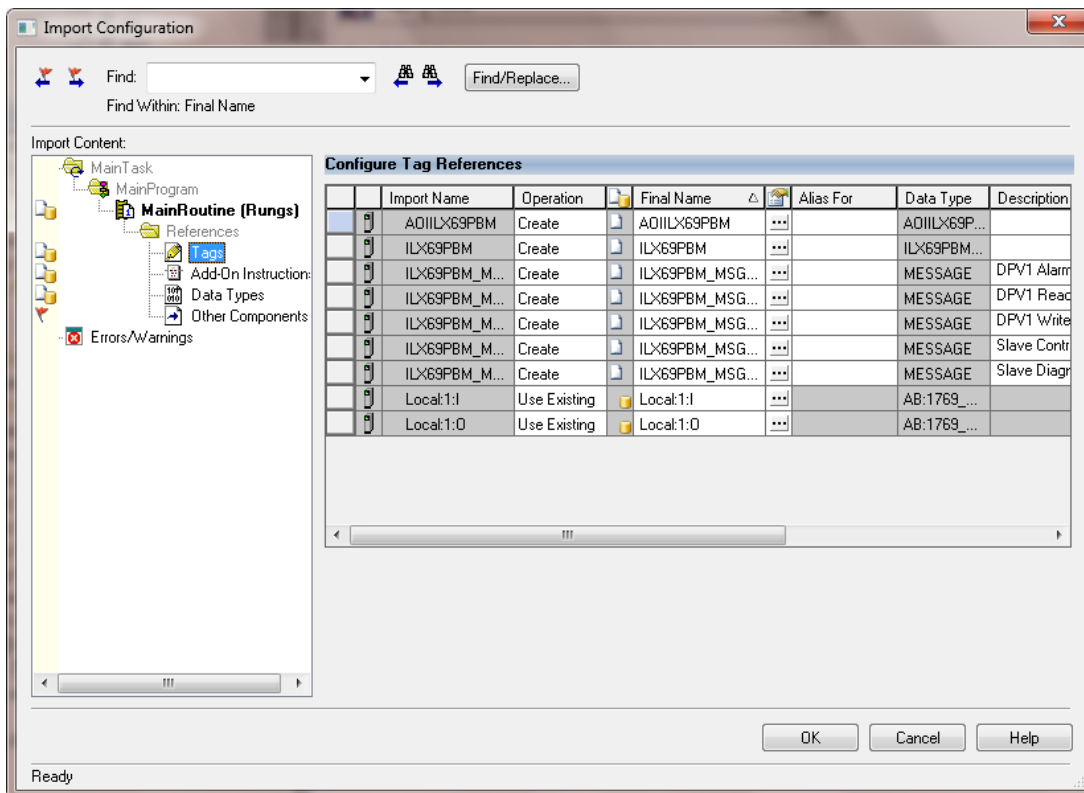 Import Configuration
Find:
Find/Replace...
Find Within: Final Name
Import Content:
MainTask
MainProgram
MainRoutine (Rungs)
References
Tags
Add-On Instruction:
Data Types
Other Components
Errors/Warnings
Configure Tag References
Import Name Operation Final Name Alias For Data Type Description
AOIILX69PBM Create AOIILX69PBM ... AOIILX69P...
ILX69PBM Create ILX69PBM ... ILX69PBM...
ILX69PBM_M... Create ILX69PBM_MSG... ... MESSAGE DPV1 Alarm
ILX69PBM_M... Create ILX69PBM_MSG... ... MESSAGE DPV1 Reac
ILX69PBM_M... Create ILX69PBM_MSG... ... MESSAGE DPV1 Write
ILX69PBM_M... Create ILX69PBM_MSG... ... MESSAGE Slave Contr
ILX69PBM_M... Create ILX69PBM_MSG... ... MESSAGE Slave Diagr
Local:1:I Use Existing Local:1:I ... AB:1769_...
Local:1:O Use Existing Local:1:O ... AB:1769_...
OK Cancel Help
Ready